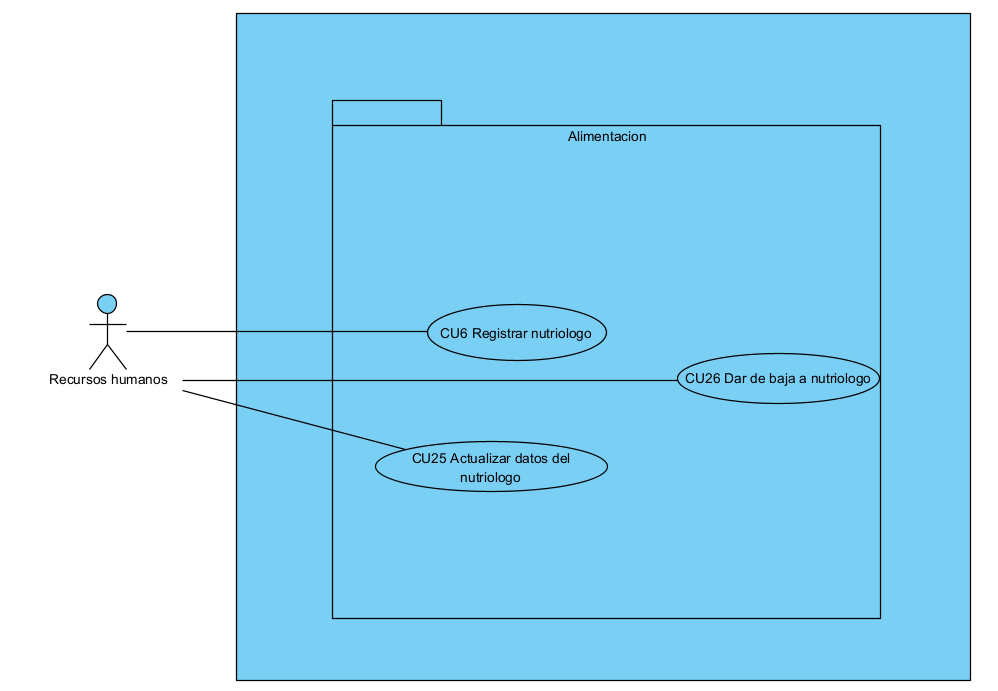 Alimentacion
CU6 Registrar nutriologo
Recursos humanos
CU26 Dar de baja a nutriologo
CU25 Actualizar datos del
nutriologo